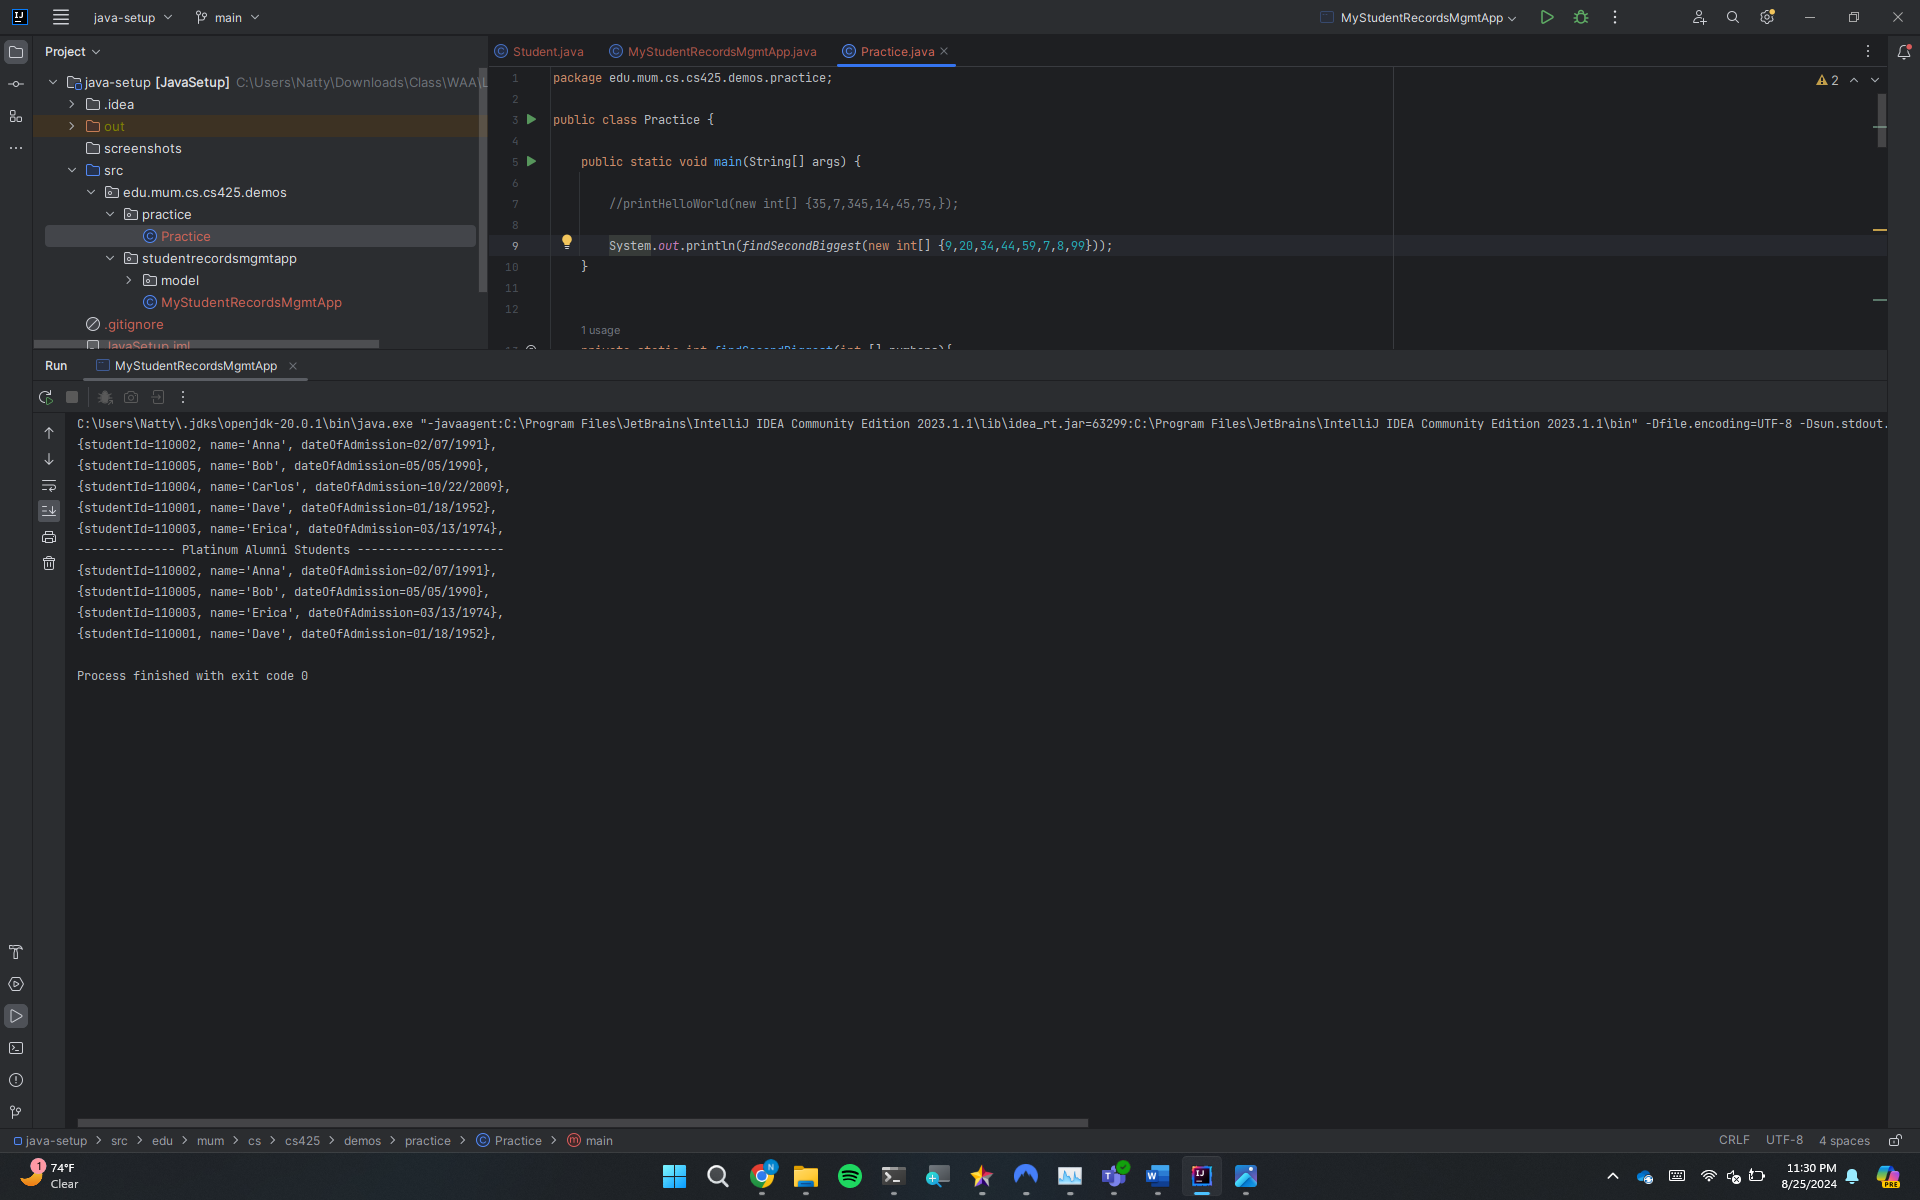 java-setup
main
MyStudentRecordsMgmtApp
Project
Student.java
MyStudentRecordsMgmtApp.java
Practice.java
java-setup [JavaSetup] C:\Users\Natty\Downloads\Class\WAA\L
.idea
out
screenshots
src
edu.mum.cs.cs425.demos
practice
Practice
studentrecordsmgmtapp
model
MyStudentRecordsMgmtApp
.gitignore
JavaSetup.iml
2
1 package edu.mum.cs.cs425.demos.practice;
2
3 public class Practice {
4
5 public static void main(String[] args) {
6
7 //printHelloWorld(new int[] {35,7,345,14,45,75,});
8
9 System.out.println(findSecondBiggest(new int[] {9,20,34,44,59,7,8,99}));
10 }
11
12
1 usage
private static int findSecondBiggest(int [] numbers){
Run
MyStudentRecordsMgmtApp
C:\Users\Natty\.jdks\openjdk-20.0.1\bin\java.exe "-javaagent:C:\Program Files\JetBrains\IntelliJ IDEA Community Edition 2023.1.1\lib\idea_rt.jar=63299:C:\Program Files\JetBrains\IntelliJ IDEA Community Edition 2023.1.1\bin" -Dfile.encoding=UTF-8 -Dsun.stdout.
{studentId=110002, name='Anna', dateOfAdmission=02/07/1991},
{studentId=110005, name='Bob', dateOfAdmission=05/05/1990},
{studentId=110004, name='Carlos', dateOfAdmission=10/22/2009},
{studentId=110001, name='Dave', dateOfAdmission=01/18/1952},
{studentId=110003, name='Erica', dateOfAdmission=03/13/1974},
-------------- Platinum Alumni Students ---------------------
{studentId=110002, name='Anna', dateOfAdmission=02/07/1991},
{studentId=110005, name='Bob', dateOfAdmission=05/05/1990},
{studentId=110003, name='Erica', dateOfAdmission=03/13/1974},
{studentId=110001, name='Dave', dateOfAdmission=01/18/1952},
Process finished with exit code 0
java-setup > src > edu > mum > cs > cs425 > demos > practice > Practice > main
CRLF UTF-8 4 spaces
1
74°F
Clear
11:30 PM
8/25/2024